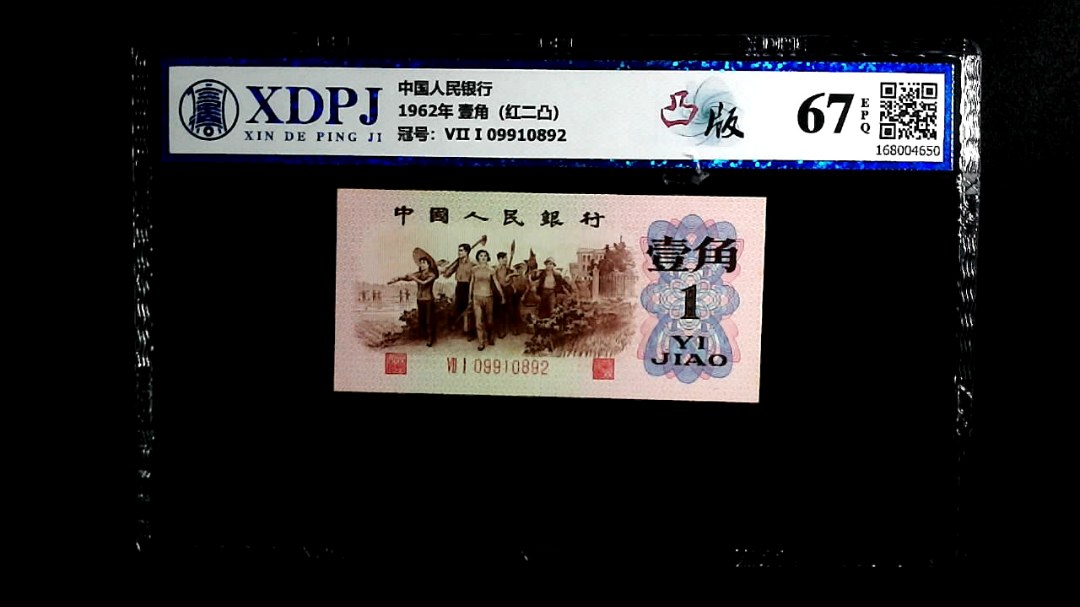 XDPJ
XIN DE PING JI
中国人民银行
1962年 壹角（红二凸）
冠号：VII I 09910892
凸版
67
EPQ
168004650
中國人民銀行
壹角
1
YI
JIAO
VII I 09910892